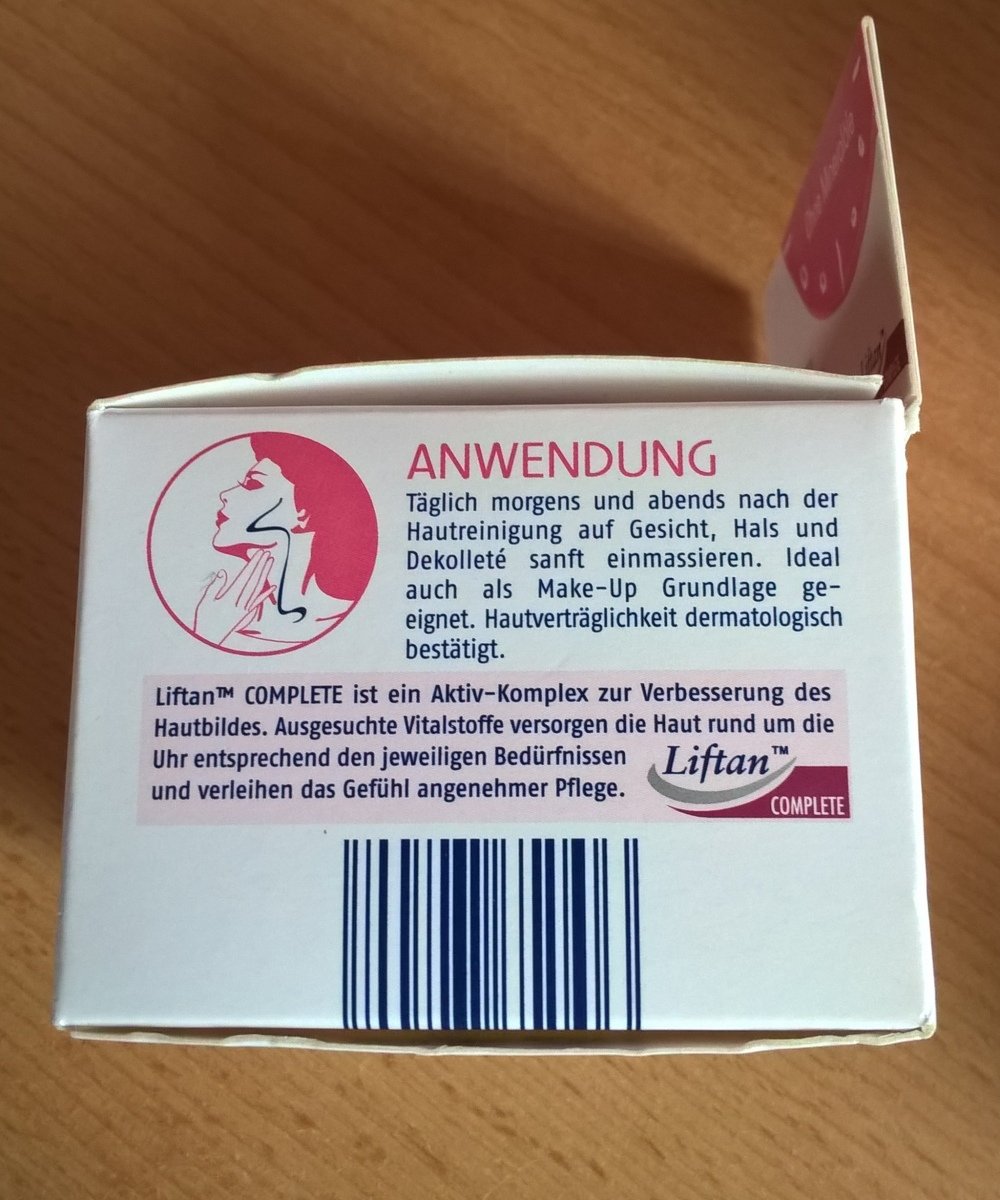 Ohne Mineralöle
Liftan™
ANWENDUNG
Täglich morgens und abends nach der
Hautreinigung auf Gesicht, Hals und
Dekolleté sanft einmassieren. Ideal
auch als Make-Up Grundlage ge-
eignet. Hautverträglichkeit dermatologisch
bestätigt.
Liftan™ COMPLETE ist ein Aktiv-Komplex zur Verbesserung des
Hautbildes. Ausgesuchte Vitalstoffe versorgen die Haut rund um die
Uhr entsprechend den jeweiligen Bedürfnissen
und verleihen das Gefühl angenehmer Pflege.
Liftan™
COMPLETE